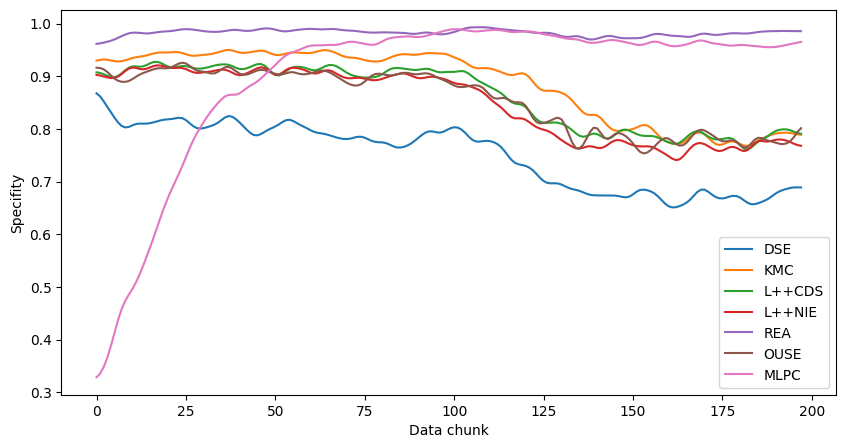 1.0
0.9
0.8
0.7
0.6
0.5
0.4
0.3
Specifity
0
25
50
75
100
125
150
175
200
Data chunk
DSE
KMC
L++CDS
L++NIE
REA
OUSE
MLPC